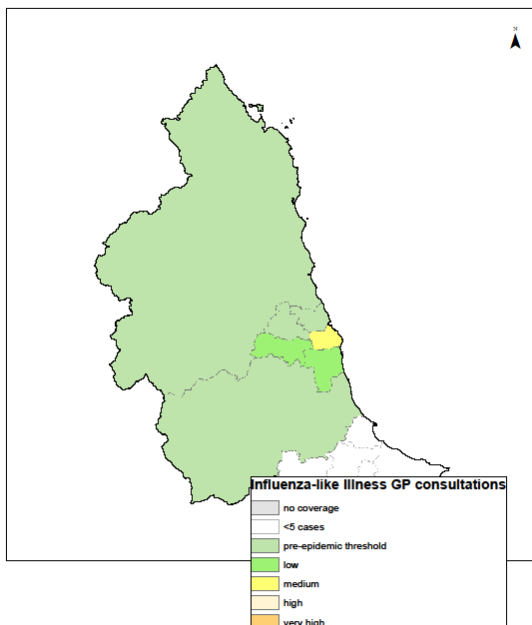 Influenza-like Illness GP consultations
no coverage
<5 cases
pre-epidemic threshold
low
medium
high
very high